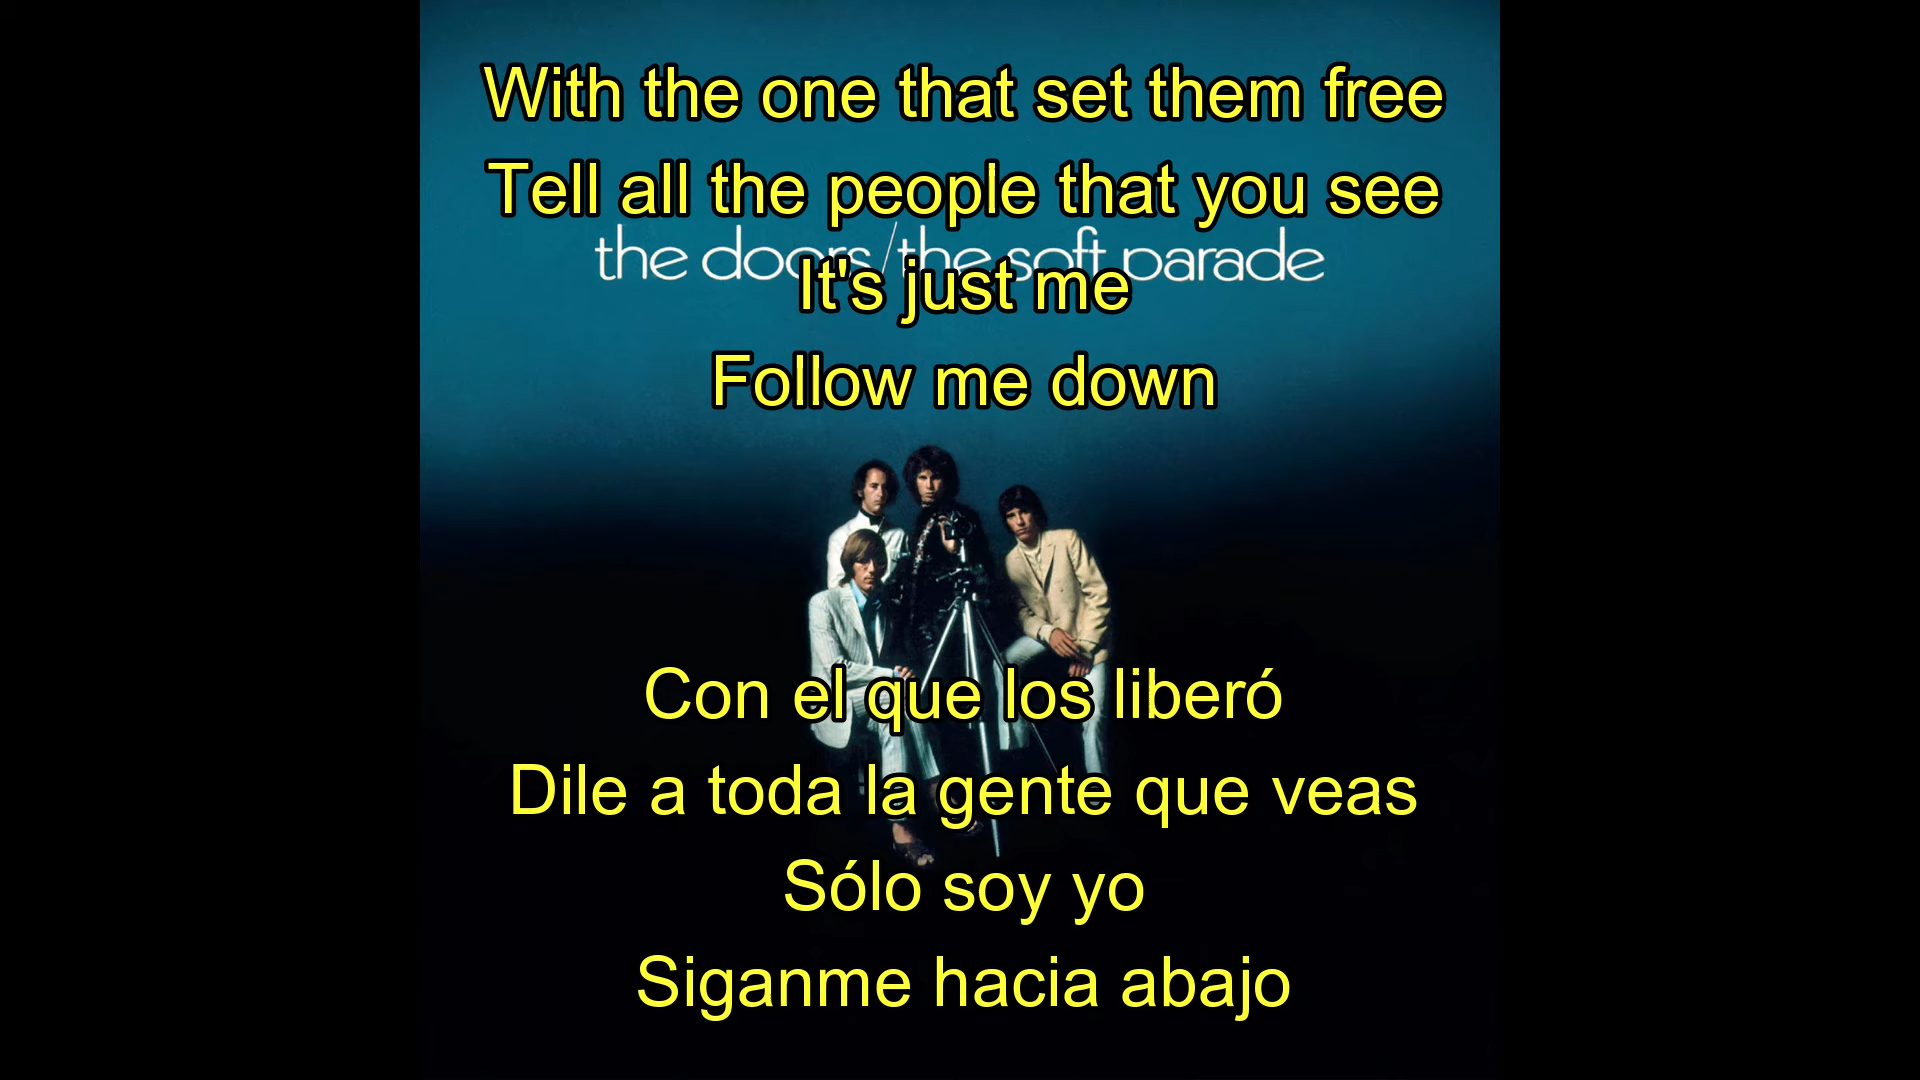 With the one that set them free
Tell all the people that you see
the doors/the soft parade
It's just me
Follow me down
Con el que los liberó
Dile a toda la gente que veas
Sólo soy yo
Siganme hacia abajo